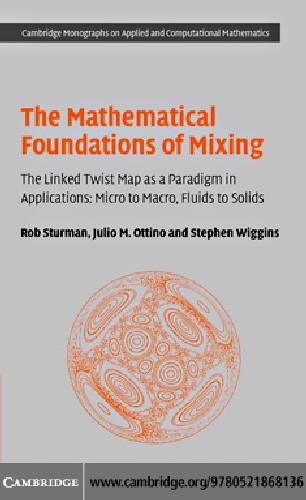 Cambridge Monographs on Applied and Computational Mathematics
The Mathematical
Foundations of Mixing
The Linked Twist Map as a Paradigm in
Applications: Micro to Macro, Fluids to Solids
Rob Sturman, Julio M. Ottino and Stephen Wiggins
CAMBRIDGE
www.cambridge.org/9780521868136